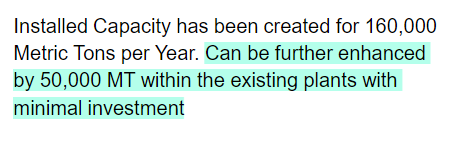 Installed Capacity has been created for 160,000
Metric Tons per Year. Can be further enhanced
by 50,000 MT within the existing plants with
minimal investment